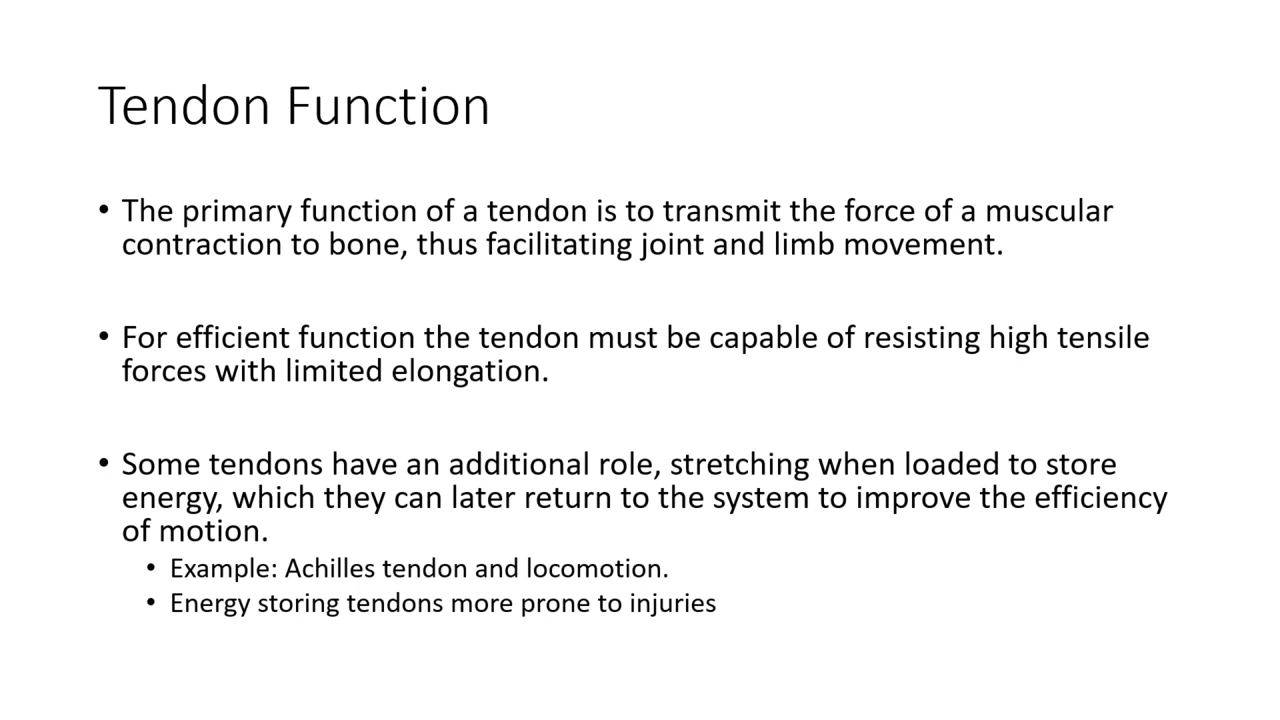 Tendon Function
• The primary function of a tendon is to transmit the force of a muscular
contraction to bone, thus facilitating joint and limb movement.
• For efficient function the tendon must be capable of resisting high tensile
forces with limited elongation.
• Some tendons have an additional role, stretching when loaded to store
energy, which they can later return to the system to improve the efficiency
of motion.
• Example: Achilles tendon and locomotion.
• Energy storing tendons more prone to injuries